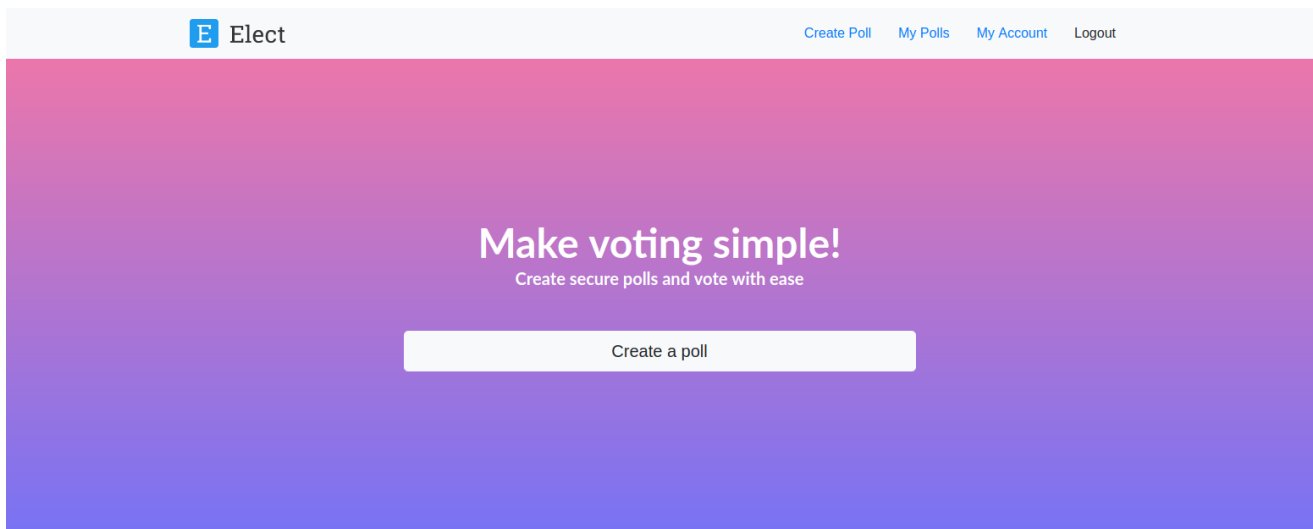 E Elect
Create Poll My Polls My Account Logout
Make voting simple!
Create secure polls and vote with ease
Create a poll